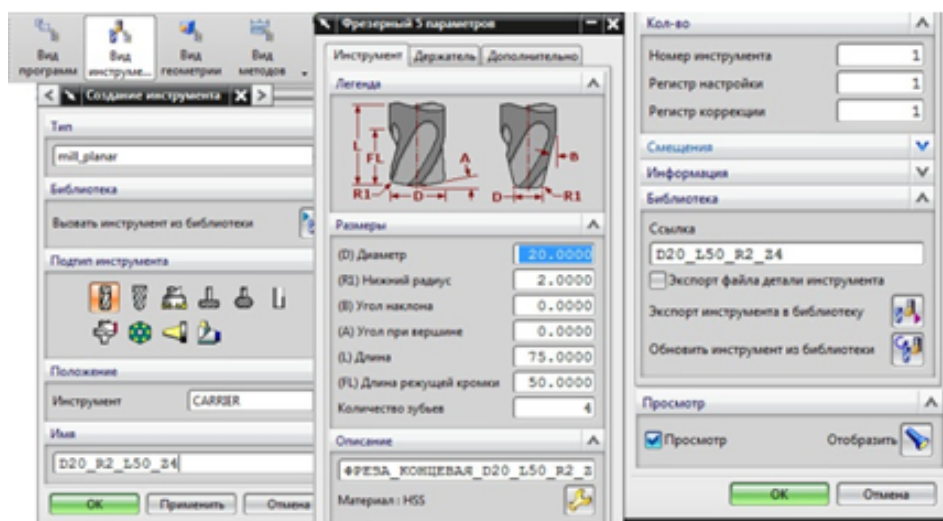 Вид программ
Вид инструме...
Вид геометрии
Вид методов
Создание инструмента
Тип
mill_planar
Библиотека
Вызвать инструмент из библиотеки
Подтип инструмента
Положение
Инструмент
CARRIER
Имя
D20_R2_L50_Z4
ОК
Применить
Отмена
Фрезерный 5 параметров
Инструмент
Держатель
Дополнительно
Легенда
L
FL
A
B
R1
D
D
R1
Размеры
(D) Диаметр
20.0000
(R1) Нижний радиус
2.0000
(B) Угол наклона
0.0000
(A) Угол при вершине
0.0000
(L) Длина
75.0000
(FL) Длина режущей кромки
50.0000
Количество зубьев
4
Описание
ФРЕЗА_КОНЦЕВАЯ_D20_L50_R2_Z
Материал : HSS
Кол-во
Номер инструмента
1
Регистр настройки
1
Регистр коррекции
1
Смещения
Информация
Библиотека
Ссылка
D20_L50_R2_Z4
Экспорт файла детали инструмента
Экспорт инструмента в библиотеку
Обновить инструмент из библиотеки
Просмотр
Просмотр
Отобразить
ОК
Отмена